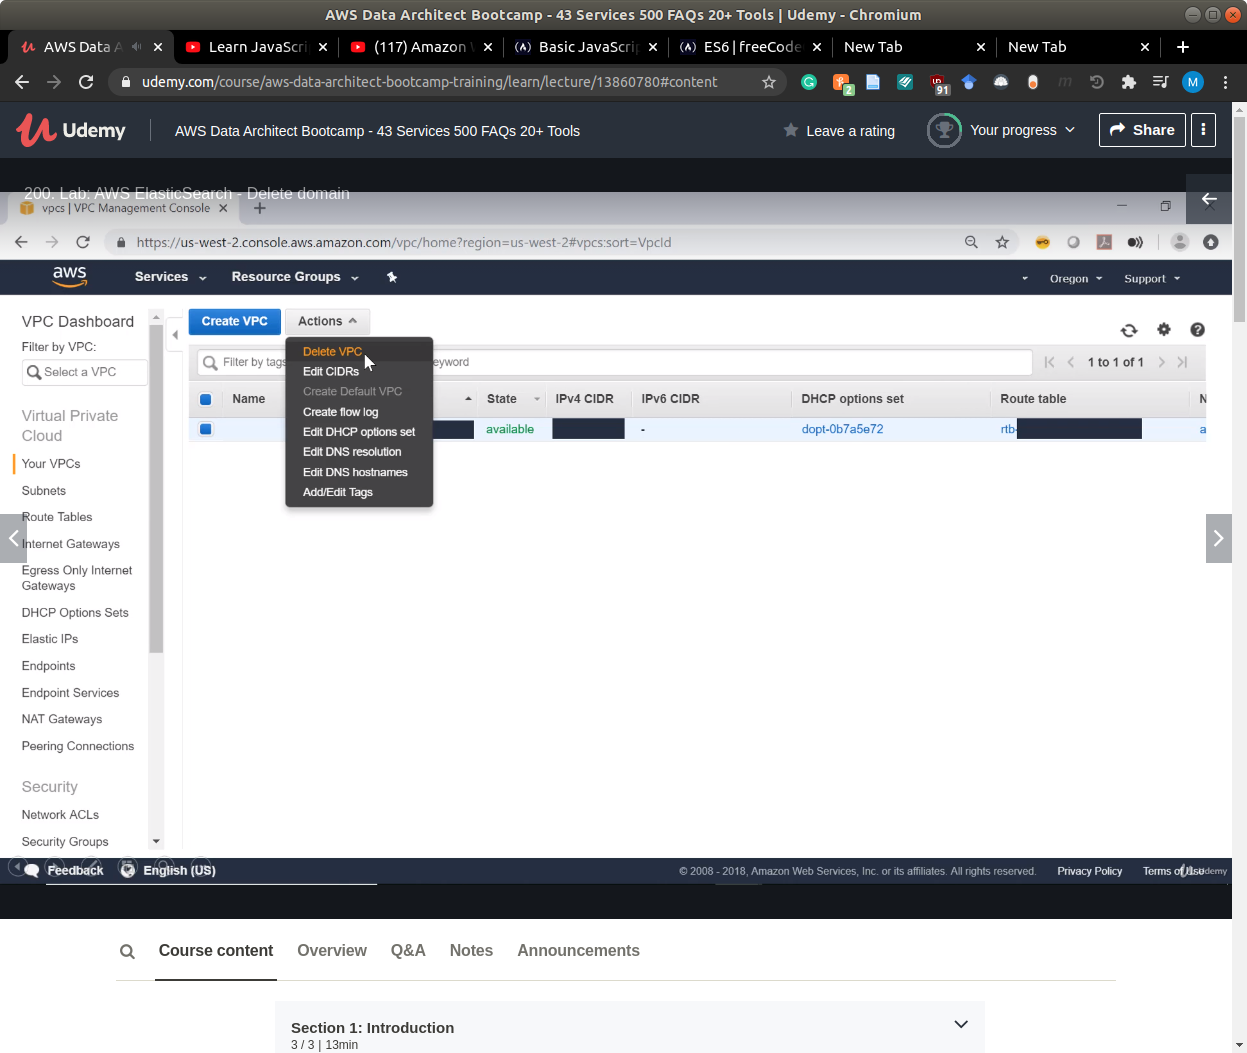 AWS Data Architect Bootcamp - 43 Services 500 FAQs 20+ Tools | Udemy - Chromium
AWS Data A
Learn JavaScri
(117) Amazon
Basic JavaScrip
ES6 | freeCode
New Tab
New Tab
udemy.com/course/aws-data-architect-bootcamp-training/learn/lecture/13860780#content
2
91
M
Udemy
AWS Data Architect Bootcamp - 43 Services 500 FAQs 20+ Tools
Leave a rating
Your progress
Share
200. Lab: AWS ElasticSearch - Delete domain
vpcs | VPC Management Console
https://us-west-2.console.aws.amazon.com/vpc/home?region=us-west-2#vpcs:sort=VpcId
aws
Services
Resource Groups
Oregon
Support
VPC Dashboard
Filter by VPC:
Select a VPC
Virtual Private
Cloud
Your VPCs
Subnets
Route Tables
Internet Gateways
Egress Only Internet
Gateways
DHCP Options Sets
Elastic IPs
Endpoints
Endpoint Services
NAT Gateways
Peering Connections
Security
Network ACLs
Security Groups
Create VPC
Actions
Delete VPC
Edit CIDRs
Create Default VPC
Create flow log
Edit DHCP options set
Edit DNS resolution
Edit DNS hostnames
Add/Edit Tags
Filter by tags
eyword
1 to 1 of 1
Name
State
IPv4 CIDR
IPv6 CIDR
DHCP options set
Route table
N
available
-
dopt-0b7a5e72
rtb-
a
Feedback
English (US)
© 2008 - 2018, Amazon Web Services, Inc. or its affiliates. All rights reserved.
Privacy Policy
Terms of Use
Udemy
Course content
Overview
Q&A
Notes
Announcements
Section 1: Introduction
3 / 3 | 13min